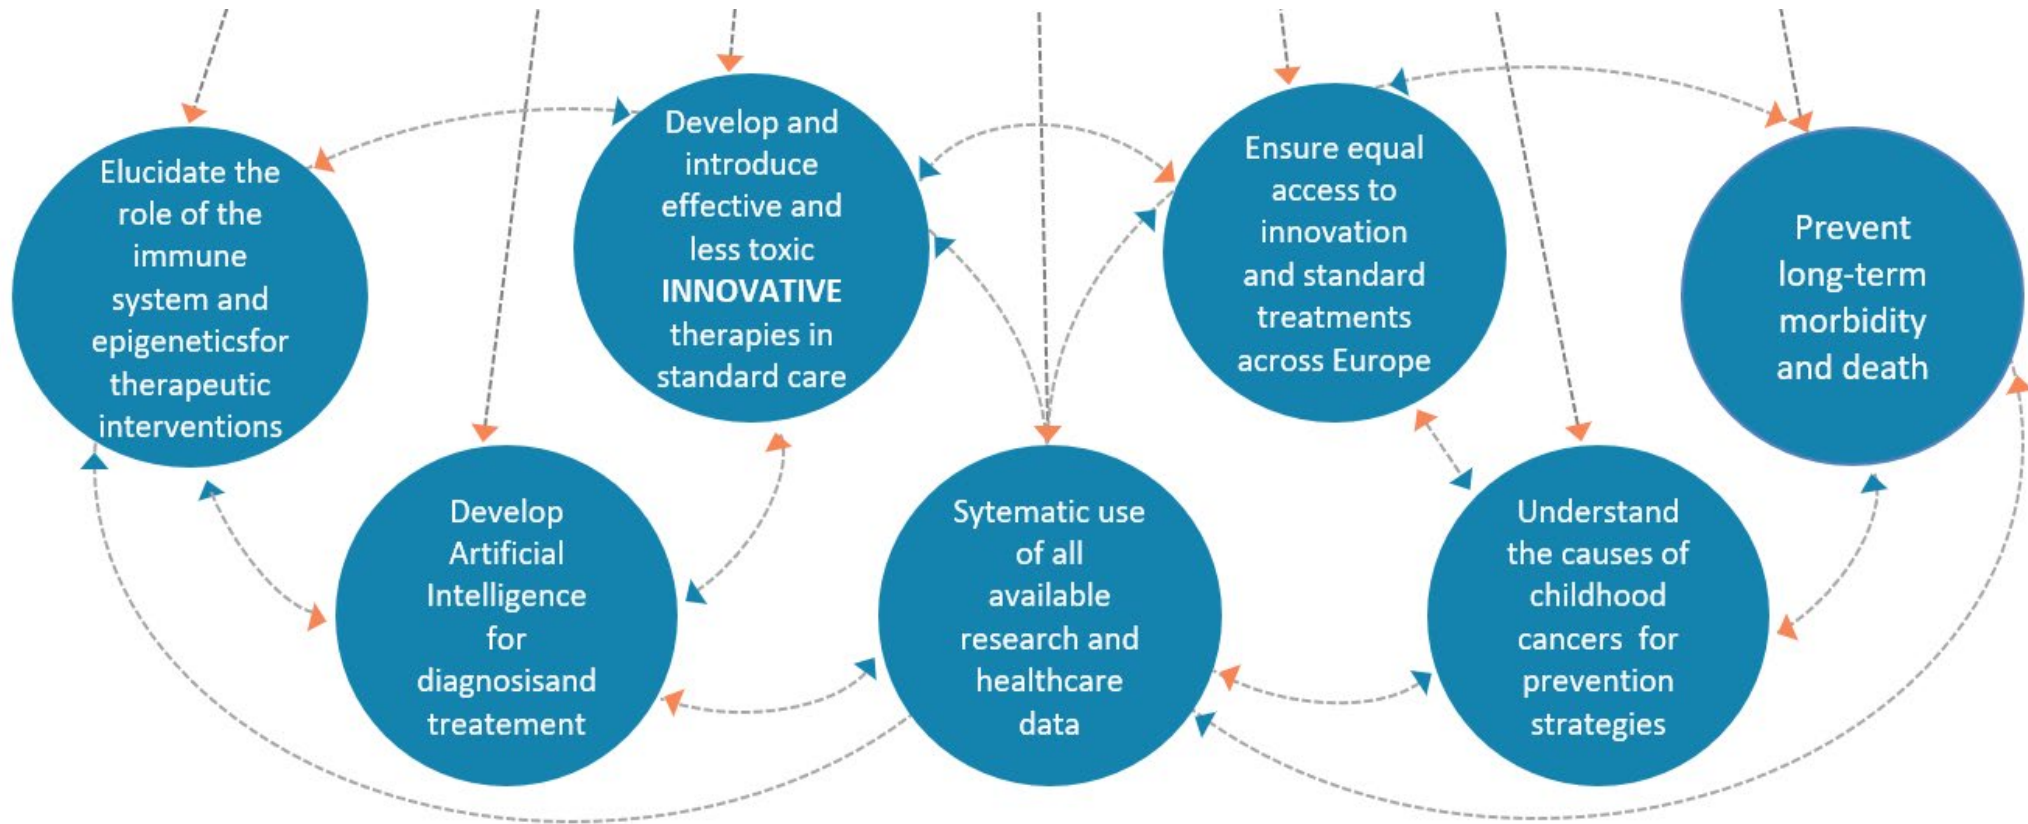 Elucidate the
role of the
immune
system and
epigeneticsfor
therapeutic
interventions
Develop
Artificial
Intelligence
for
diagnosisand
treatement
Develop and
introduce
effective and
less toxic
INNOVATIVE
therapies in
standard care
Sytematic use
of all
available
research and
healthcare
data
Ensure equal
access to
innovation
and standard
treatments
across Europe
Understand
the causes of
childhood
cancers for
prevention
strategies
Prevent
long-term
morbidity
and death